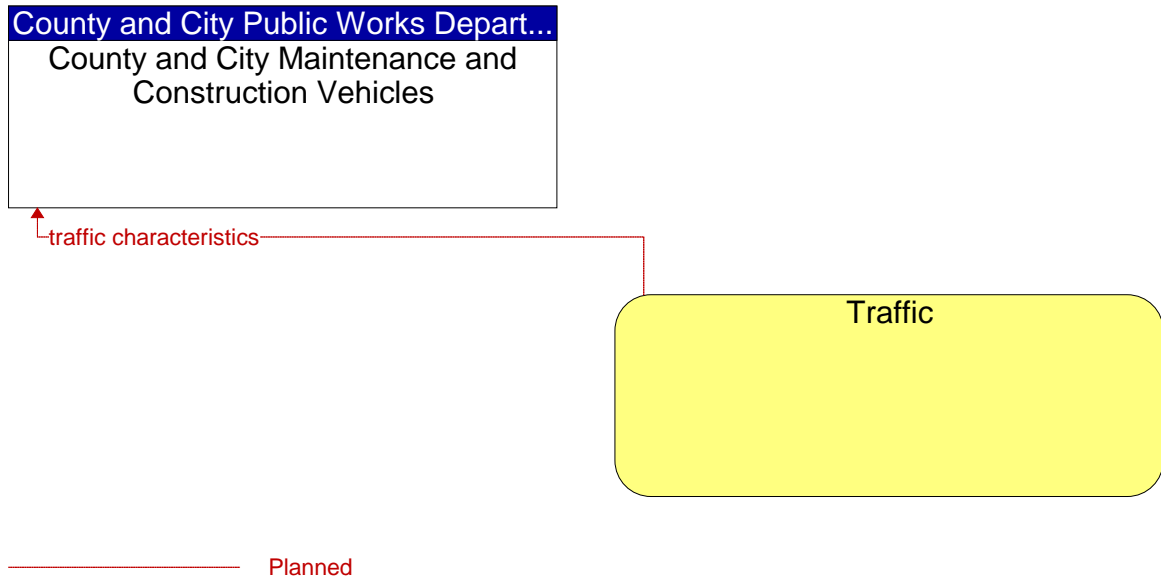 County and City Public Works Depart...
County and City Maintenance and
Construction Vehicles
traffic characteristics
Traffic
Planned